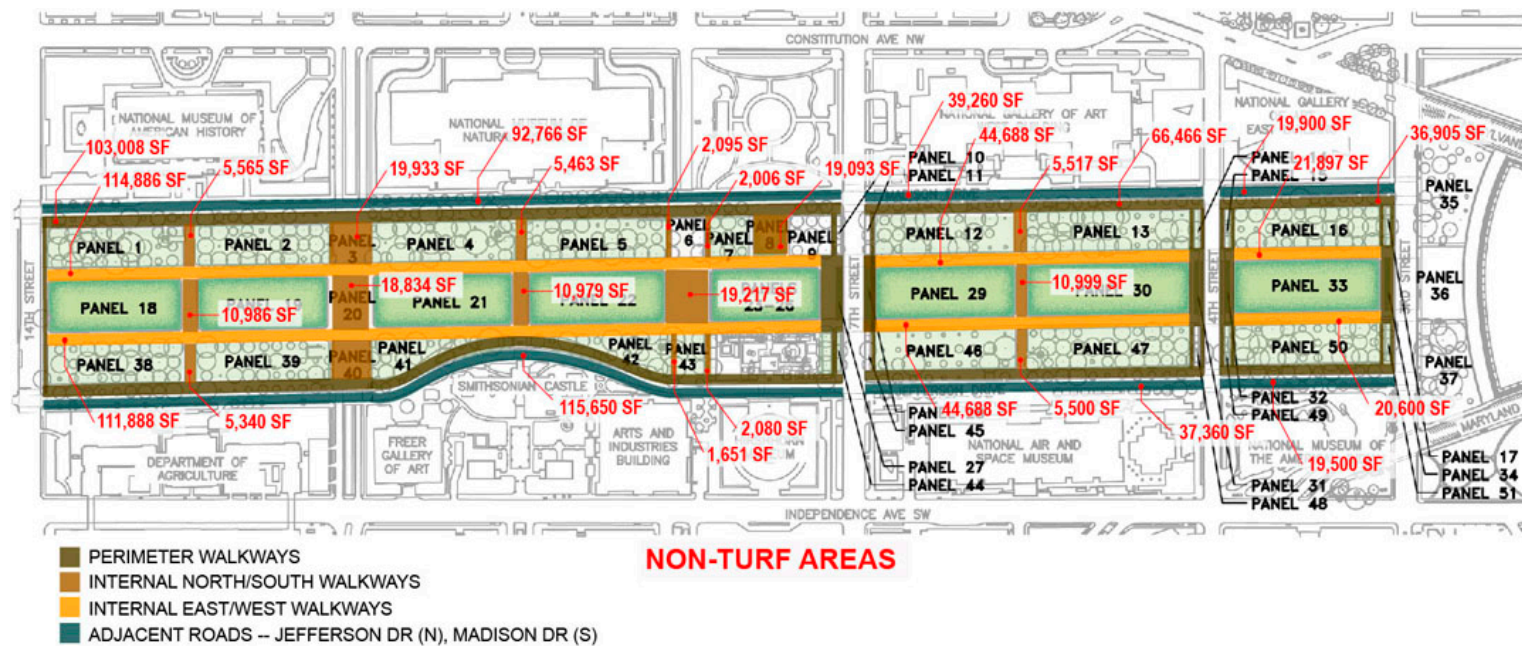 CONSTITUTION AVE NW
NATIONAL MUSEUM OF
AMERICAN HISTORY
NATIONAL MUSEUM OF
NATIONAL GALLERY OF ART
NATIONAL GALLERY
103,008 SF
114,886 SF
5,565 SF
19,933 SF
92,766 SF
5,463 SF
2,095 SF
2,006 SF
19,093 SF
39,260 SF
44,688 SF
5,517 SF
66,466 SF
19,900 SF
21,897 SF
36,905 SF
PANEL 10
PANEL 11
PANEL
35
PANEL 1
PANEL 2
PANEL
3
PANEL 4
PANEL 5
PANEL
6
PANEL
7
PANEL
8
PANEL
9
PANEL 12
PANEL 13
PANEL 16
14TH STREET
7TH STREET
4TH STREET
3RD STREET
PANEL 18
PANEL 19
PANEL
20
PANEL 21
PANEL 22
PANEL 29
PANEL 30
PANEL 33
PANEL
36
18,834 SF
10,979 SF
19,217 SF
10,999 SF
10,986 SF
PANEL 38
PANEL 39
PANEL
40
PANEL
41
PANEL
42
PANEL
43
PANEL 46
PANEL 47
PANEL 50
PANEL
37
SMITHSONIAN CASTLE
111,888 SF
5,340 SF
115,650 SF
1,651 SF
2,080 SF
44,688 SF
5,500 SF
37,360 SF
20,600 SF
19,500 SF
PANEL 32
PANEL 49
PANEL 45
PANEL 27
PANEL 44
PANEL 31
PANEL 48
PANEL 17
PANEL 34
PANEL 51
MARYLAND
DEPARTMENT OF
AGRICULTURE
FREER
GALLERY
OF ART
ARTS AND
INDUSTRIES
BUILDING
NATIONAL AIR AND
SPACE MUSEUM
NATIONAL MUSEUM OF
INDEPENDENCE AVE SW
NON-TURF AREAS
PERIMETER WALKWAYS
INTERNAL NORTH/SOUTH WALKWAYS
INTERNAL EAST/WEST WALKWAYS
ADJACENT ROADS -- JEFFERSON DR (N), MADISON DR (S)